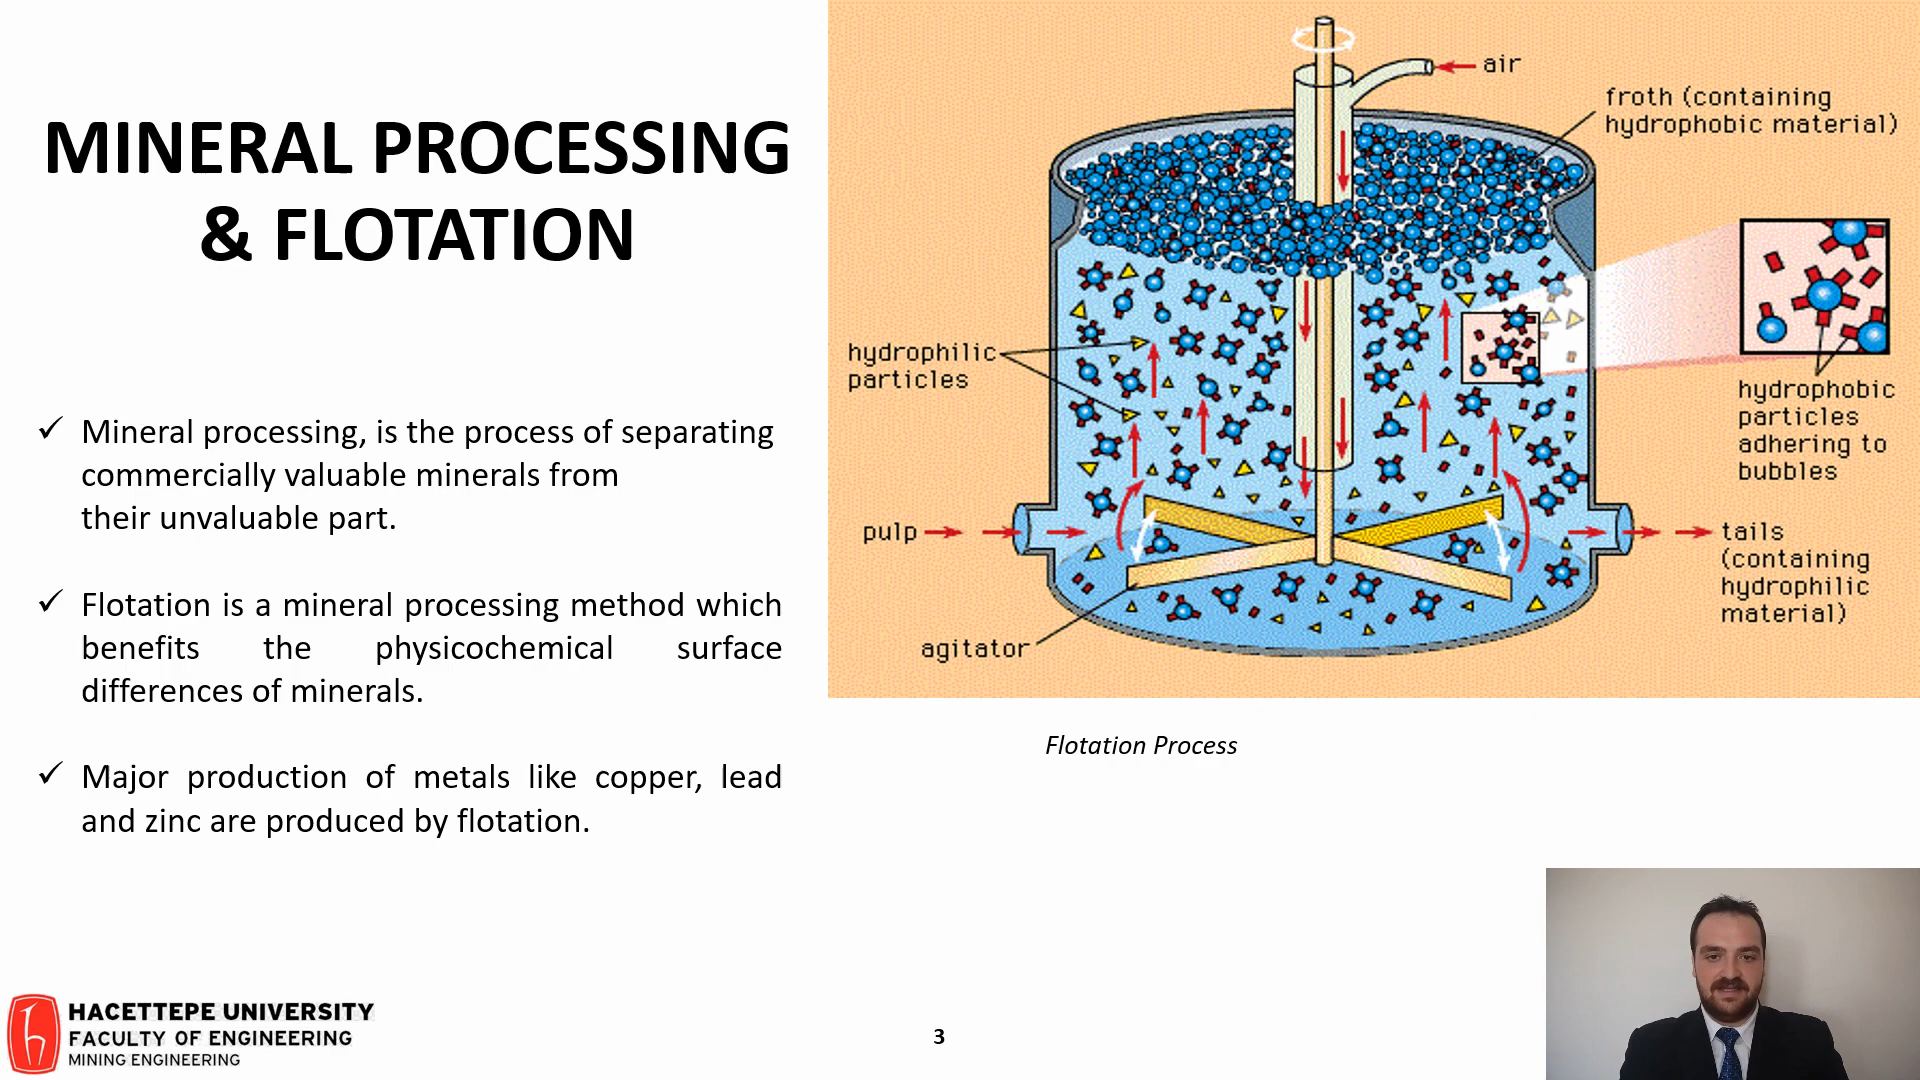 MINERAL PROCESSING
& FLOTATION
✓ Mineral processing, is the process of separating
commercially valuable minerals from
their unvaluable part.
✓ Flotation is a mineral processing method which
benefits the physicochemical surface
differences of minerals.
✓ Major production of metals like copper, lead
and zinc are produced by flotation.
air
froth (containing
hydrophobic material)
hydrophilic
particles
hydrophobic
particles
adhering to
bubbles
pulp
tails
(containing
hydrophilic
material)
agitator
Flotation Process
HACETTEPE UNIVERSITY
FACULTY OF ENGINEERING
MINING ENGINEERING
3